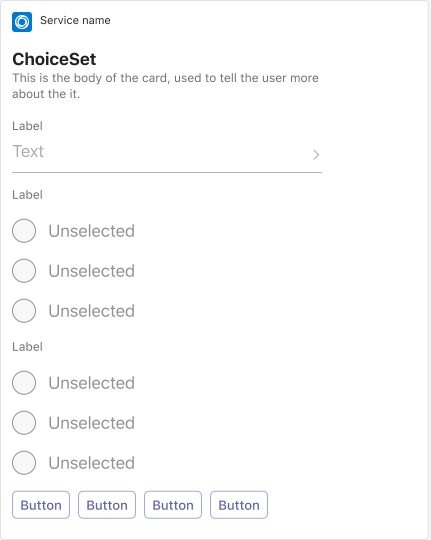 Service name
ChoiceSet
This is the body of the card, used to tell the user more
about the it.
Label
Text
Label
Unselected
Unselected
Unselected
Label
Unselected
Unselected
Unselected
Button Button Button Button